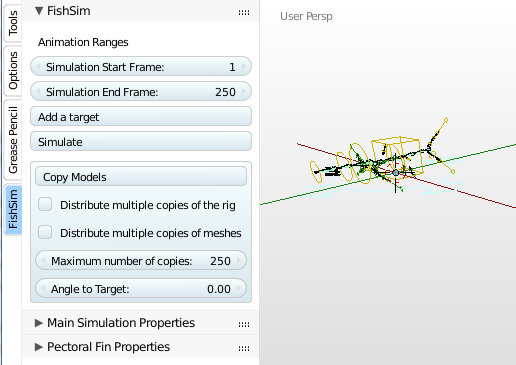 FishSim
User Persp
Tools
Options
Grease Pencil
FishSim
Animation Ranges
Simulation Start Frame: 1
Simulation End Frame: 250
Add a target
Simulate
Copy Models
Distribute multiple copies of the rig
Distribute multiple copies of meshes
Maximum number of copies: 250
Angle to Target: 0.00
Main Simulation Properties
Pectoral Fin Properties